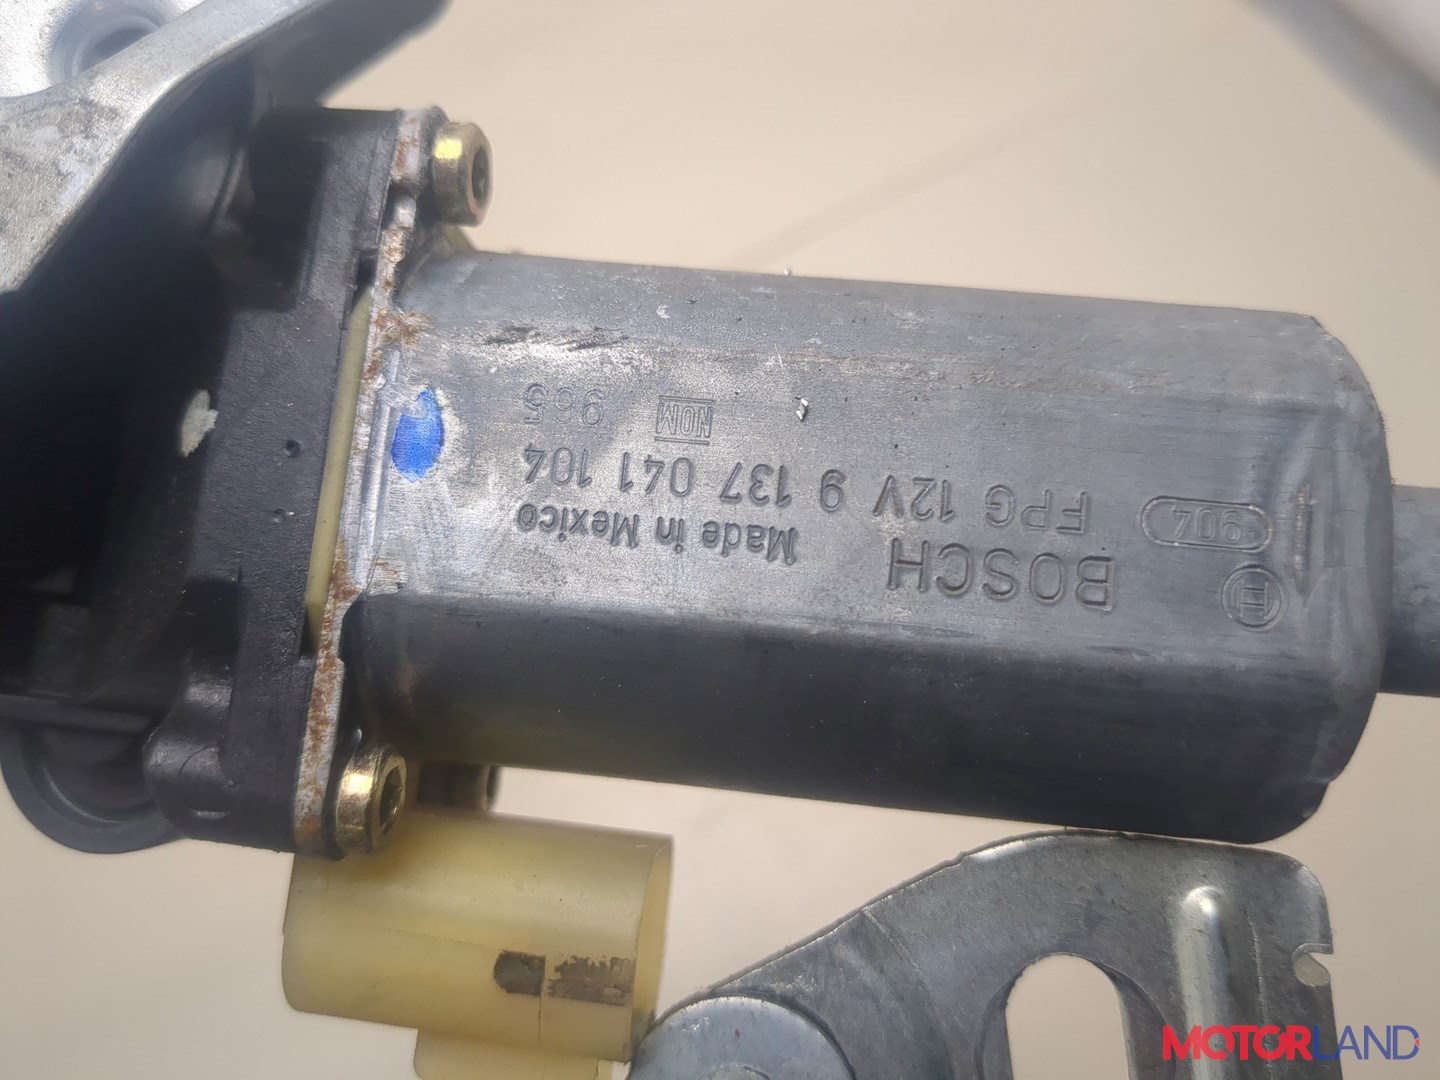 904
BOSCH
FPG 12V 9 137 041 104
Made in Mexico
NOM
965
MOTORLAND